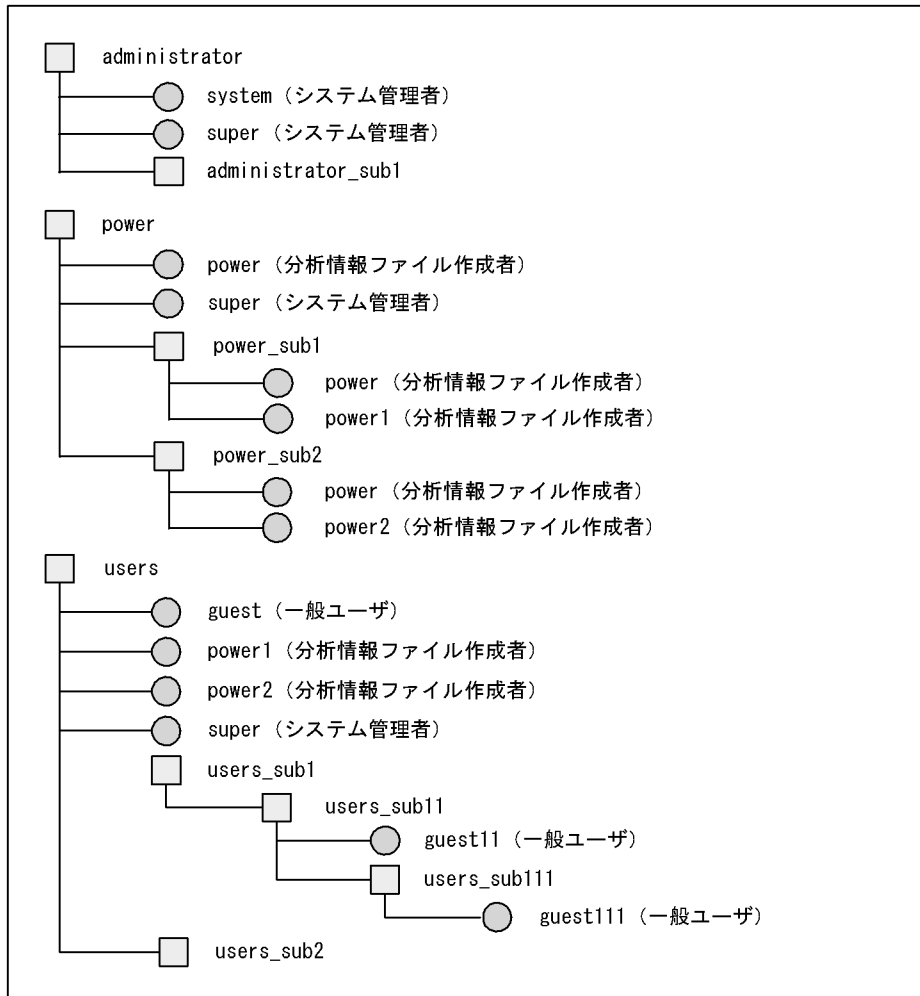 administrator
system (システム管理者)
super (システム管理者)
administrator_sub1
power
power (分析情報ファイル作成者)
super (システム管理者)
power_sub1
power (分析情報ファイル作成者)
power1 (分析情報ファイル作成者)
power_sub2
power (分析情報ファイル作成者)
power2 (分析情報ファイル作成者)
users
guest (一般ユーザ)
power1 (分析情報ファイル作成者)
power2 (分析情報ファイル作成者)
super (システム管理者)
users_sub1
users_sub11
guest11 (一般ユーザ)
users_sub111
guest111 (一般ユーザ)
users_sub2